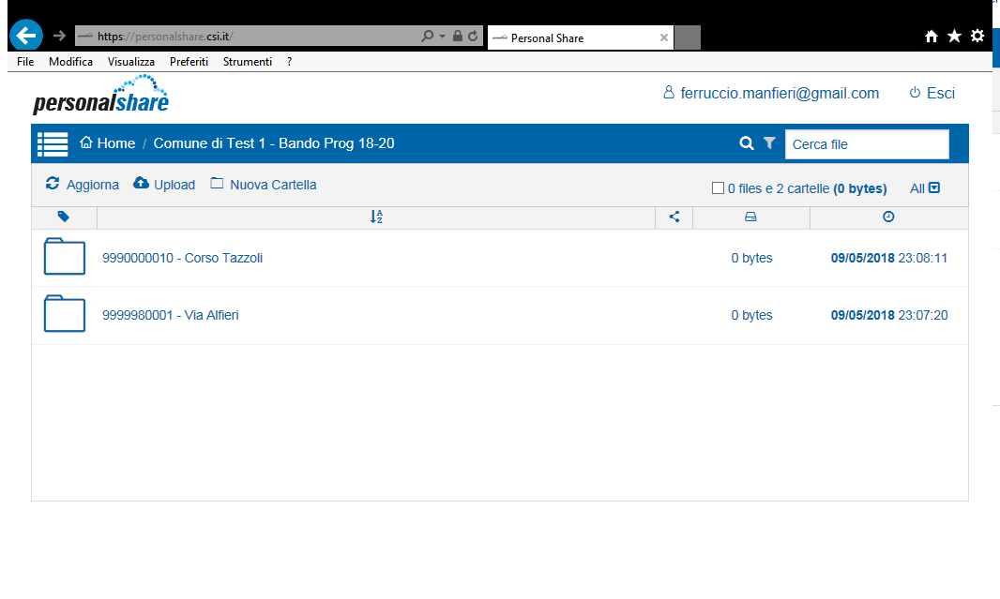 https://personalshare.csi.it/
Personal Share
File Modifica Visualizza Preferiti Strumenti ?
personalshare
ferruccio.manfieri@gmail.com Esci
Home / Comune di Test 1 - Bando Prog 18-20 Cerca file
Aggiorna Upload Nuova Cartella 0 files e 2 cartelle (0 bytes) All
9990000010 - Corso Tazzoli 0 bytes 09/05/2018 23:08:11
9999980001 - Via Alfieri 0 bytes 09/05/2018 23:07:20